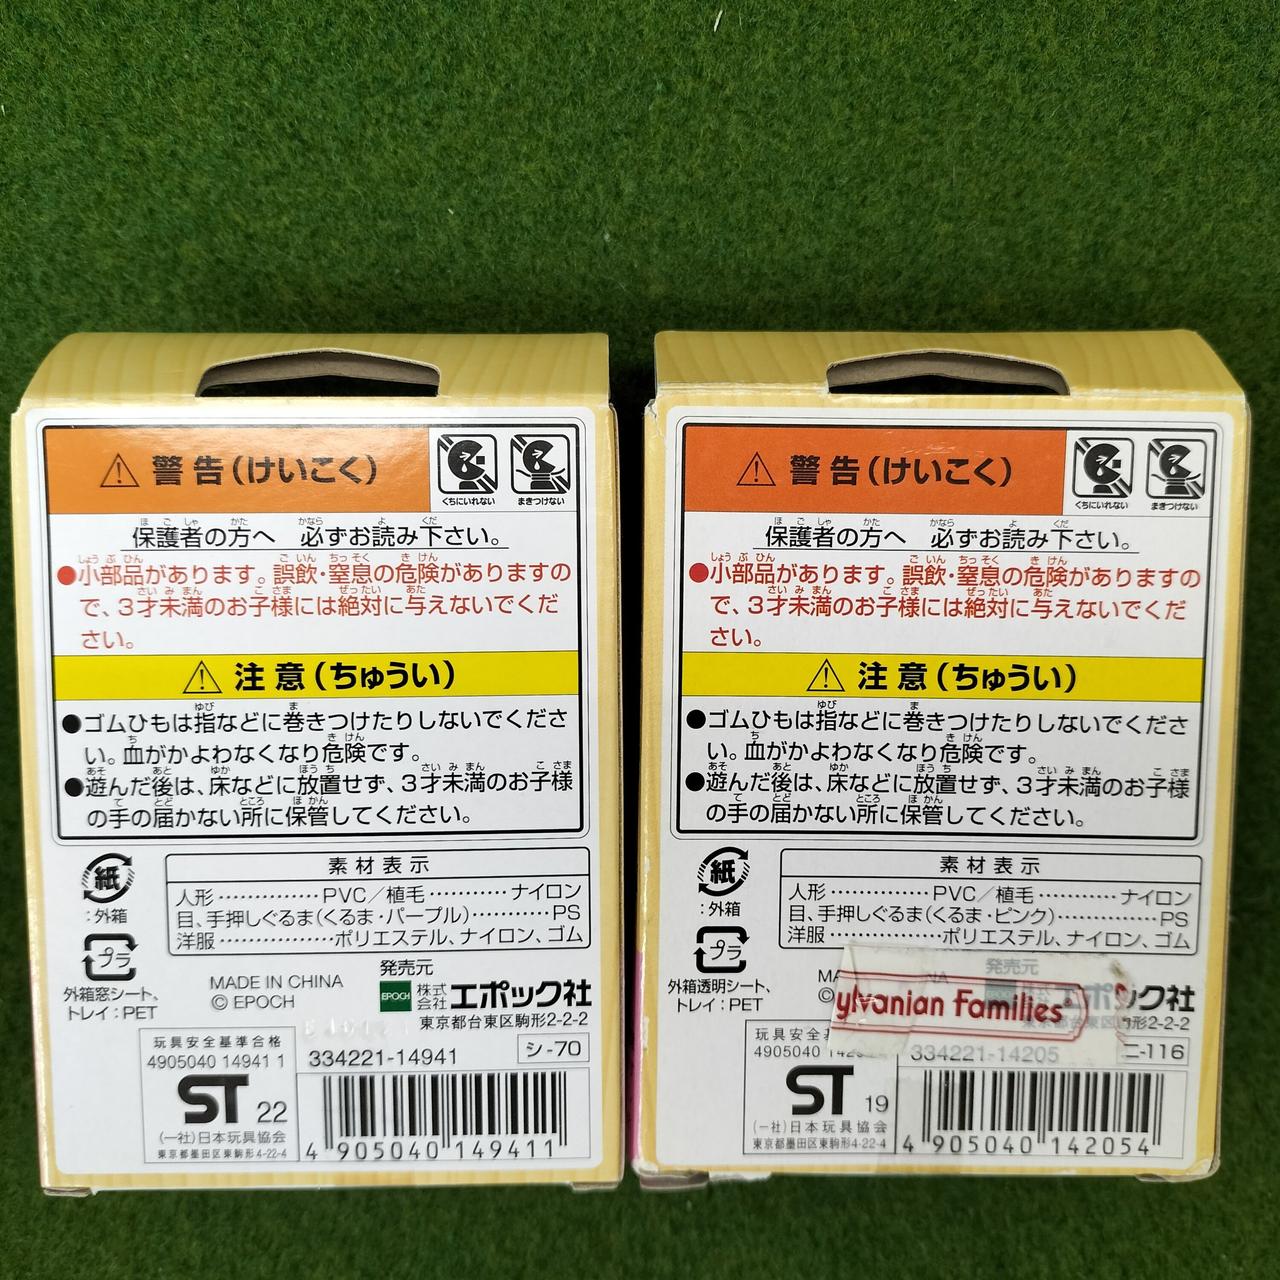 警告(けいこく)
くちにいれない
まきつけない
保護者の方へ 必ずお読み下さい。
●小部品があります。誤飲・窒息の危険がありますの
で、3才未満のお子様には絶対に与えないでくだ
さい。
注意(ちゅうい)
●ゴムひもは指などに巻きつけたりしないでくださ
い。血がかよわなくなり危険です。
●遊んだ後は、床などに放置せず、3才未満のお子様
の手の届かない所に保管してください。
紙
:外箱
プラ
外箱窓シート、
トレイ:PET
素材表示
人形…………PVC/植毛…………ナイロン
目、手押しぐるま(くるま・パープル)…………PS
洋服…………ポリエステル、ナイロン、ゴム
MADE IN CHINA
© EPOCH
発売元
EPOCH 株式会社 エポック社
東京都台東区駒形2-2-2
玩具安全基準合格
4905040 14941 1
ST 22
(一社)日本玩具協会
東京都墨田区東駒形4-22-4
334221-14941
シ-70
4 905040 149411
警告(けいこく)
くちにいれない
まきつけない
保護者の方へ 必ずお読み下さい。
●小部品があります。誤飲・窒息の危険がありますの
で、3才未満のお子様には絶対に与えないでくだ
さい。
注意(ちゅうい)
●ゴムひもは指などに巻きつけたりしないでくださ
い。血がかよわなくなり危険です。
●遊んだ後は、床などに放置せず、3才未満のお子様
の手の届かない所に保管してください。
紙
:外箱
プラ
外箱透明シート、
トレイ:PET
素材表示
人形…………PVC/植毛…………ナイロン
目、手押しぐるま(くるま・ピンク)…………PS
洋服…………ポリエステル、ナイロン、ゴム
発売元
エポック社
ylvanian Families
駒形2-2-2
玩具安全
4905040
ST 19
(一社)日本玩具協会
東京都墨田区東駒形4-22-4
334221-14205
ニ-116
4 905040 142054